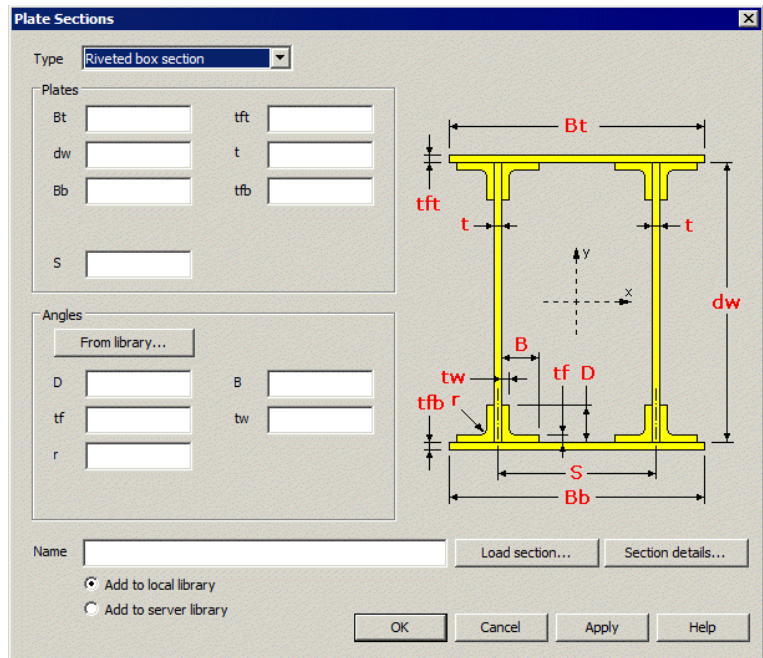 Plate Sections
Type Riveted box section
Plates
Bt tft
dw t
Bb tfb
S
Angles
From library...
D B
tf tw
r
Bt
tft
t t
y
x
dw
B
tw tf D
tfb r
S
Bb
Name Load section... Section details...
Add to local library
Add to server library
OK Cancel Apply Help